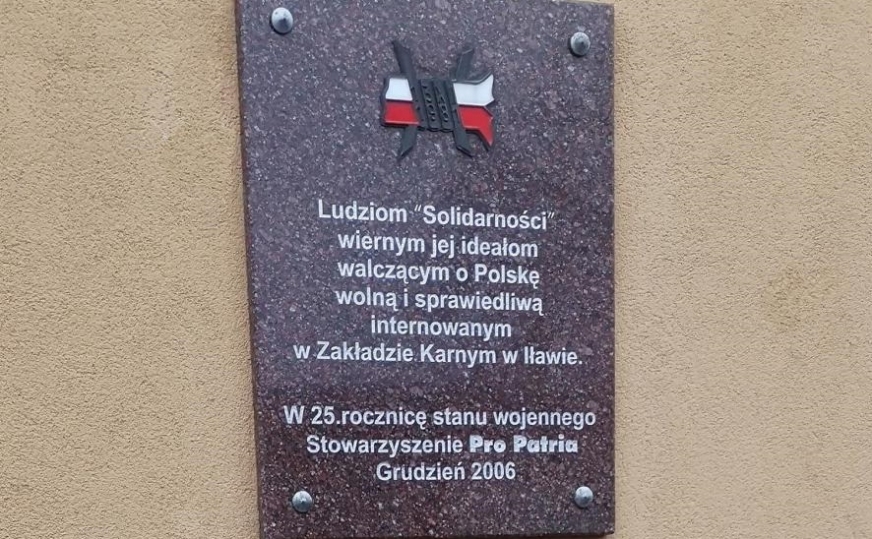 Ludziom "Solidarności"
wiernym jej ideałom
walczącym o Polskę
wolną i sprawiedliwą
internowanym
w Zakładzie Karnym w Iławie.
W 25.rocznicę stanu wojennego
Stowarzyszenie Pro Patria
Grudzień 2006